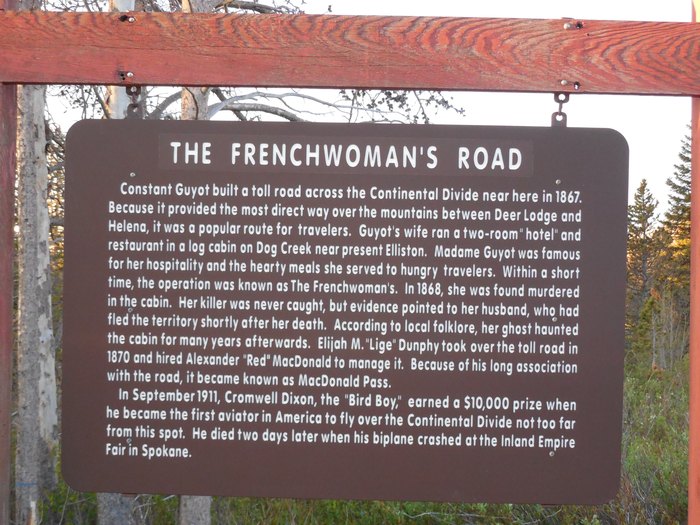 THE FRENCHWOMAN'S ROAD
Constant Guyot built a toll road across the Continental Divide near here in 1867.
Because it provided the most direct way over the mountains between Deer Lodge and
Helena, it was a popular route for travelers. Guyot's wife ran a two-room "hotel" and
restaurant in a log cabin on Dog Creek near present Elliston. Madame Guyot was famous
for her hospitality and the hearty meals she served to hungry travelers. Within a short
time, the operation was known as The Frenchwoman's. In 1868, she was found murdered
in the cabin. Her killer was never caught, but evidence pointed to her husband, who had
fled the territory shortly after her death. According to local folklore, her ghost haunted
the cabin for many years afterwards. Elijah M. "Lige" Dunphy took over the toll road in
1870 and hired Alexander "Red" MacDonald to manage it. Because of his long association
with the road, it became known as MacDonald Pass.
In September 1911, Cromwell Dixon, the "Bird Boy," earned a $10,000 prize when
he became the first aviator in America to fly over the Continental Divide not too far
from this spot. He died two days later when his biplane crashed at the Inland Empire
Fair in Spokane.